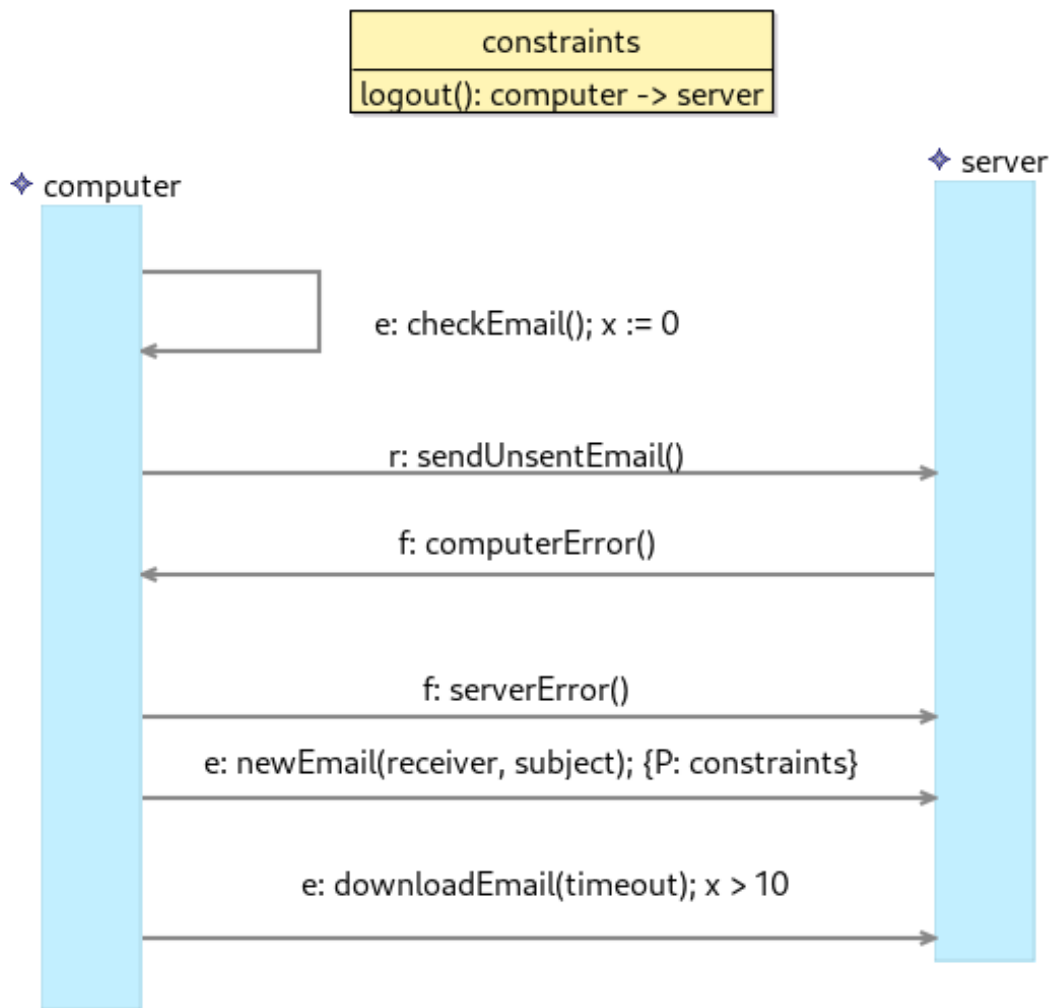 constraints
logout(): computer -> server
computer
server
e: checkEmail(); x := 0
r: sendUnsentEmail()
f: computerError()
f: serverError()
e: newEmail(receiver, subject); {P: constraints}
e: downloadEmail(timeout); x > 10